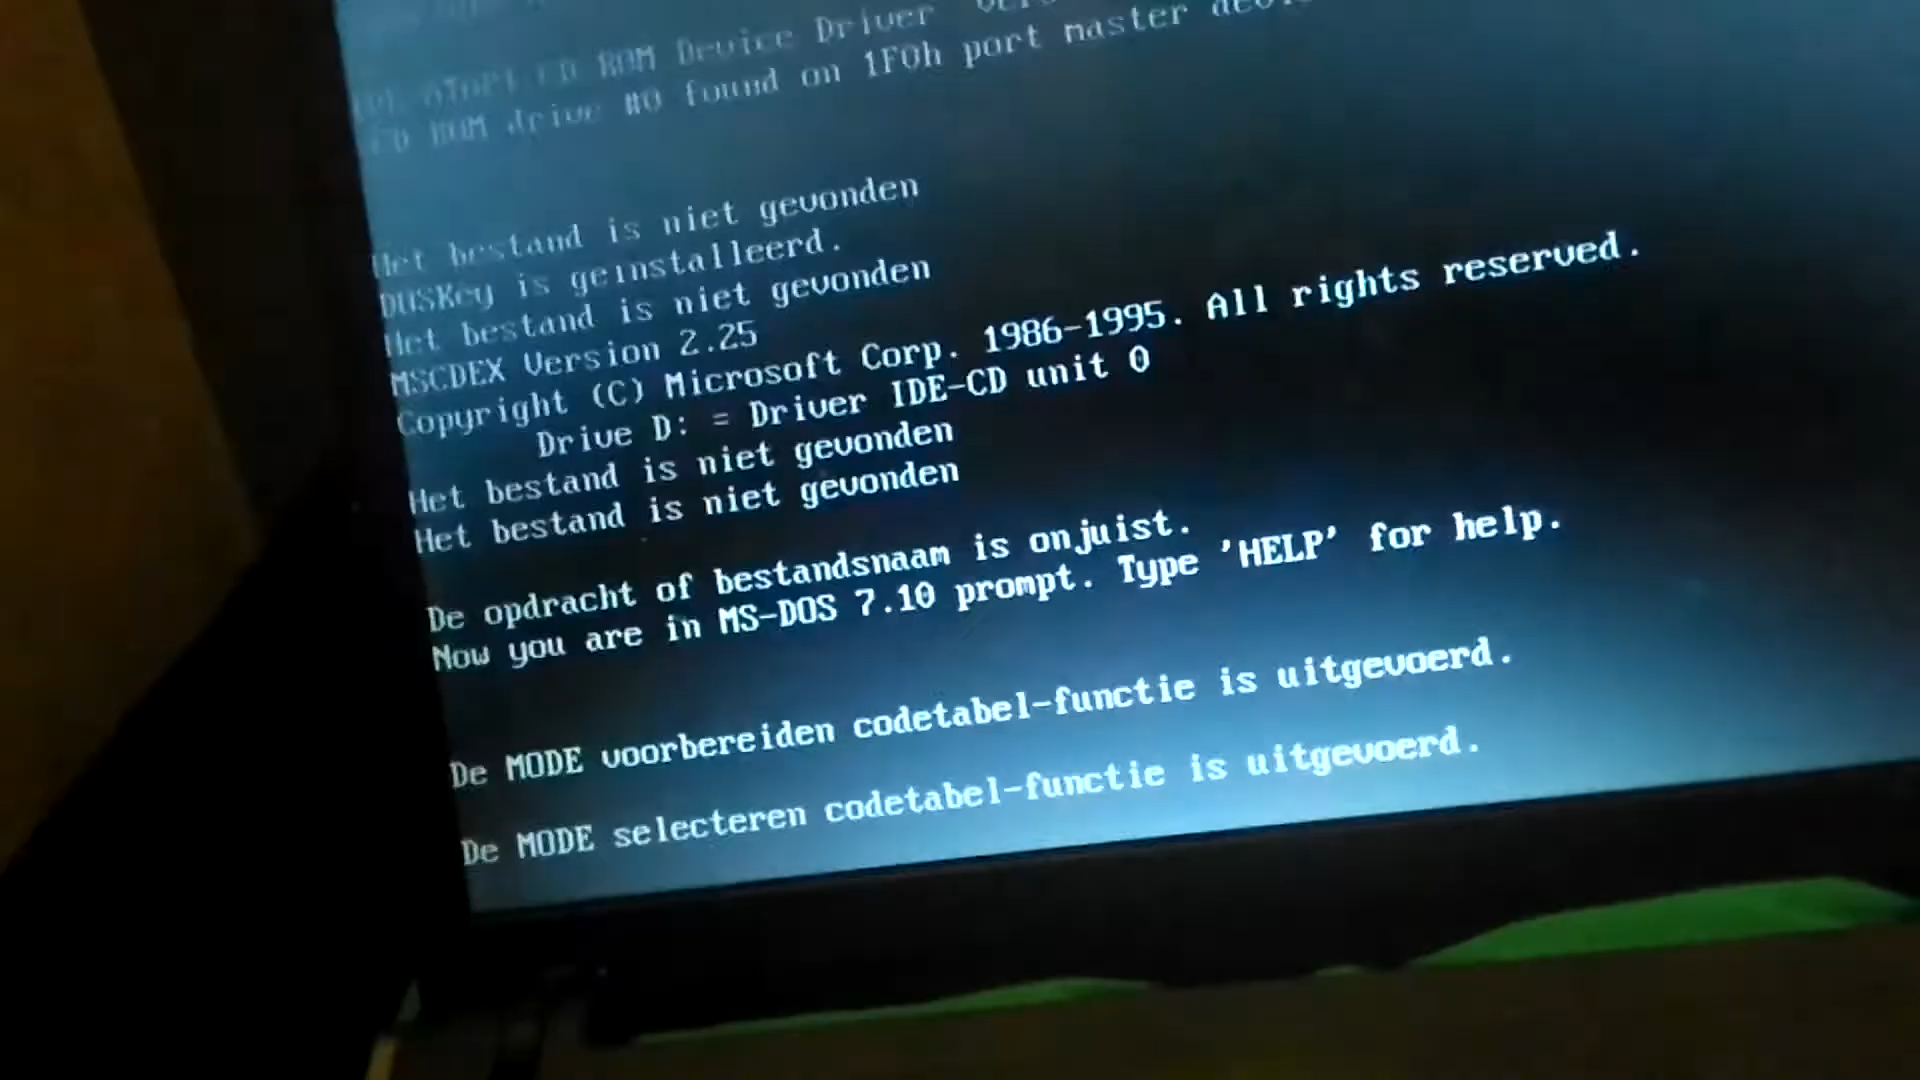 CD ROM Device Driver
CD ROM drive #0 found on 1F0h port master
Het bestand is niet gevonden
DOSKey is geïnstalleerd.
Het bestand is niet gevonden
MSCDEX Version 2.25
Copyright (C) Microsoft Corp. 1986-1995. All rights reserved.
Drive D: = Driver IDE-CD unit 0
Het bestand is niet gevonden
Het bestand is niet gevonden
De opdracht of bestandsnaam is onjuist.
Now you are in MS-DOS 7.10 prompt. Type 'HELP' for help.
De MODE voorbereiden codetabel-functie is uitgevoerd.
De MODE selecteren codetabel-functie is uitgevoerd.